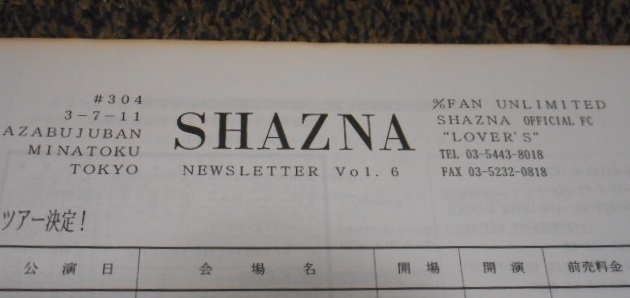 #304
3-7-11
AZABUJUBAN
MINATOKU
TOKYO
SHAZNA
NEWSLETTER Vol. 6
℅FAN UNLIMITED
SHAZNA OFFICIAL FC
"LOVER'S"
TEL 03-5443-8018
FAX 03-5232-0818
ツアー決定!
公演日 会場名 開場 開演 前売料金